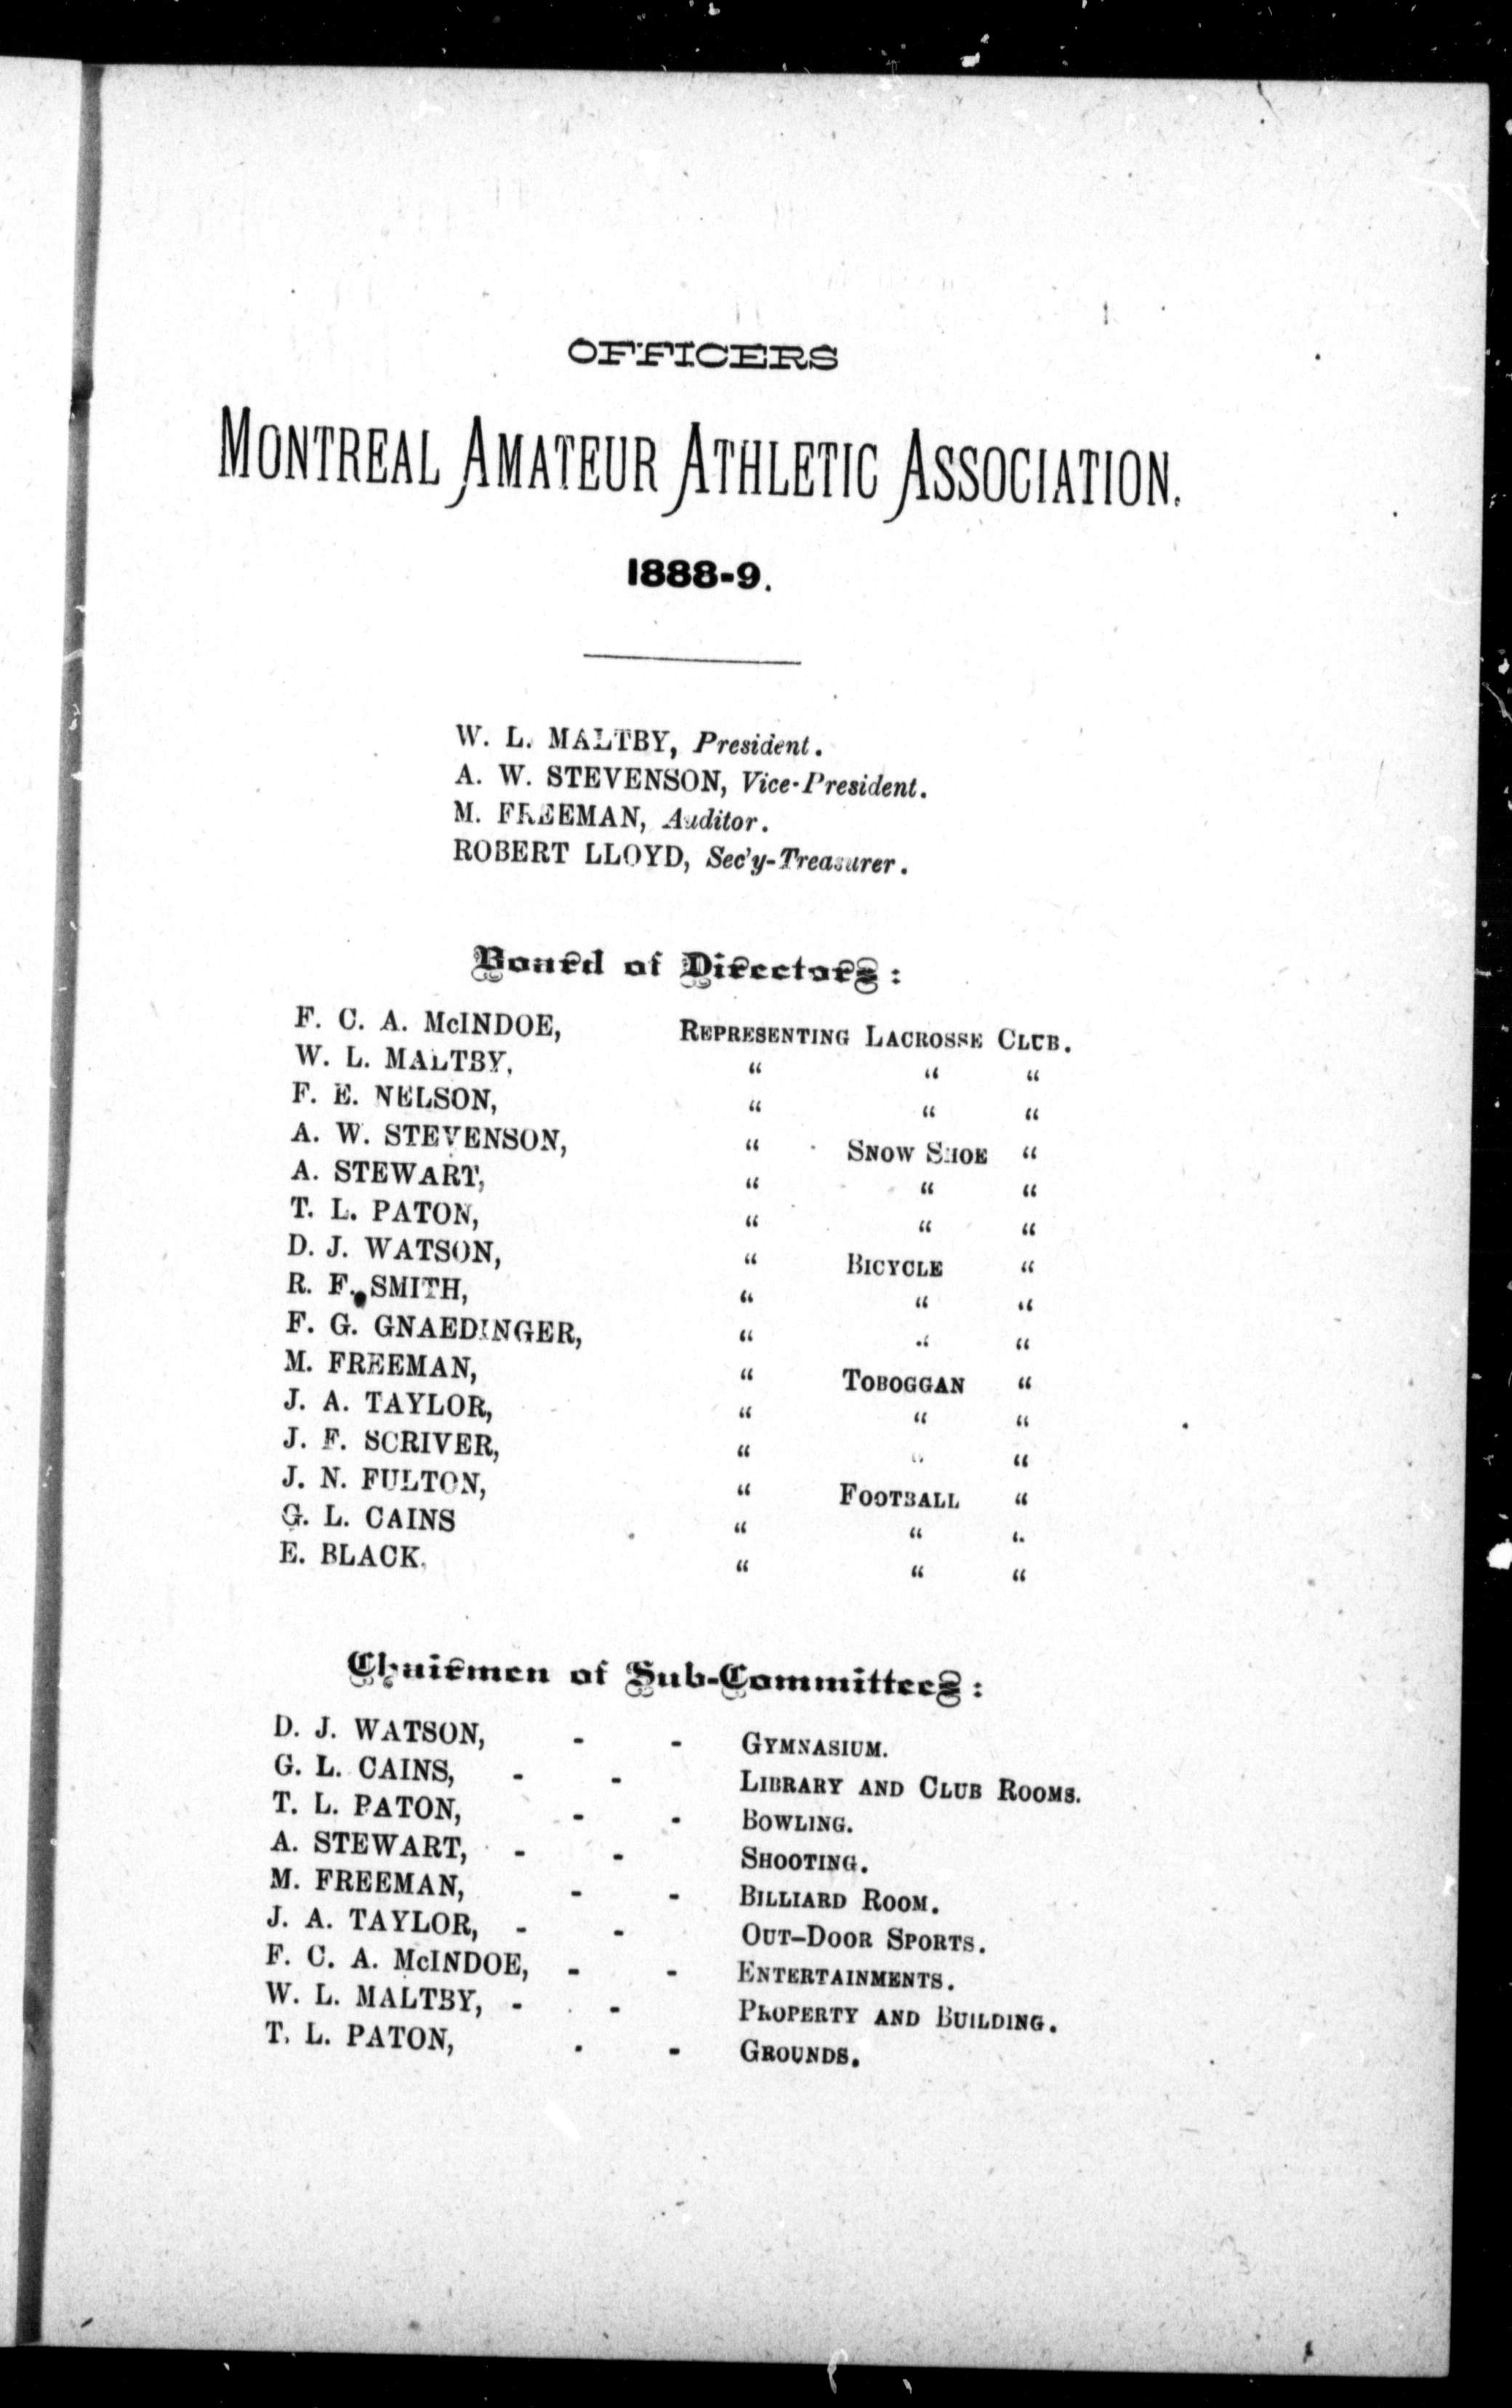 OFFICERS
MONTREAL AMATEUR ATHLETIC ASSOCIATION.
1888-9.
W. L. MALTBY, President.
A. W. STEVENSON, Vice-President.
M. FREEMAN, Auditor.
ROBERT LLOYD, Sec'y-Treasurer.
Board of Directors:
F. C. A. McINDOE, REPRESENTING LACROSSE CLUB.
W. L. MALTBY, “ “ “
F. E. NELSON, “ “ “
A. W. STEVENSON, “ SNOW SHOE “
A. STEWART, “ “ “
T. L. PATON, “ “ “
D. J. WATSON, “ BICYCLE “
R. F. SMITH, “ “ “
F. G. GNAEDINGER, “ “ “
M. FREEMAN, “ TOBOGGAN “
J. A. TAYLOR, “ “ “
J. F. SCRIVER, “ “ “
J. N. FULTON, “ FOOTBALL “
G. L. CAINS “ “ “
E. BLACK, “ “ “
Chairmen of Sub-Committees:
D. J. WATSON, - - GYMNASIUM.
G. L. CAINS, - - LIBRARY AND CLUB ROOMS.
T. L. PATON, - - BOWLING.
A. STEWART, - - SHOOTING.
M. FREEMAN, - - BILLIARD ROOM.
J. A. TAYLOR, - - OUT-DOOR SPORTS.
F. C. A. McINDOE, - - ENTERTAINMENTS.
W. L. MALTBY, - - PROPERTY AND BUILDING.
T. L. PATON, - - GROUNDS.